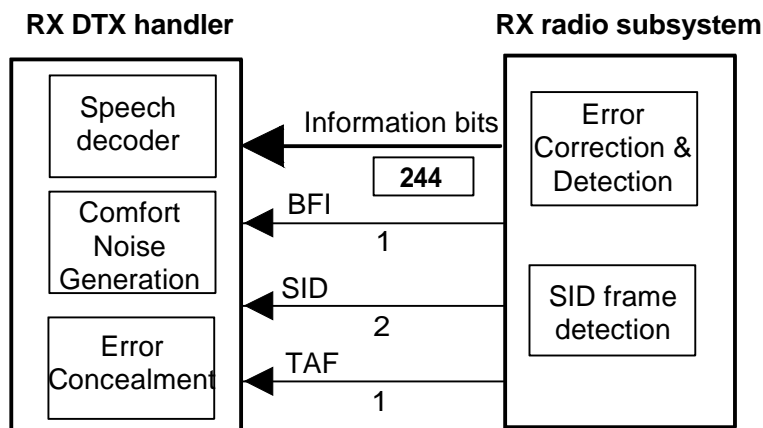 RX DTX handler
RX radio subsystem
Speech
decoder
Information bits
244
Error
Correction &
Detection
Comfort
Noise
Generation
BFI
1
SID
2
SID frame
detection
Error
Concealment
TAF
1